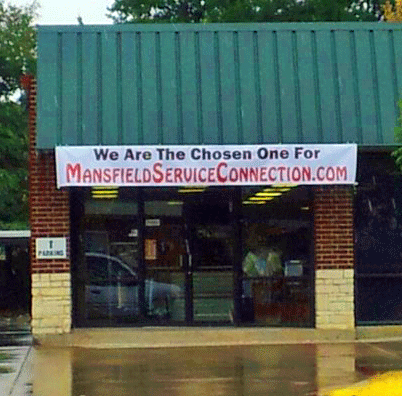 We Are The Chosen One For
MansfieldServiceConnection.com
PARKING